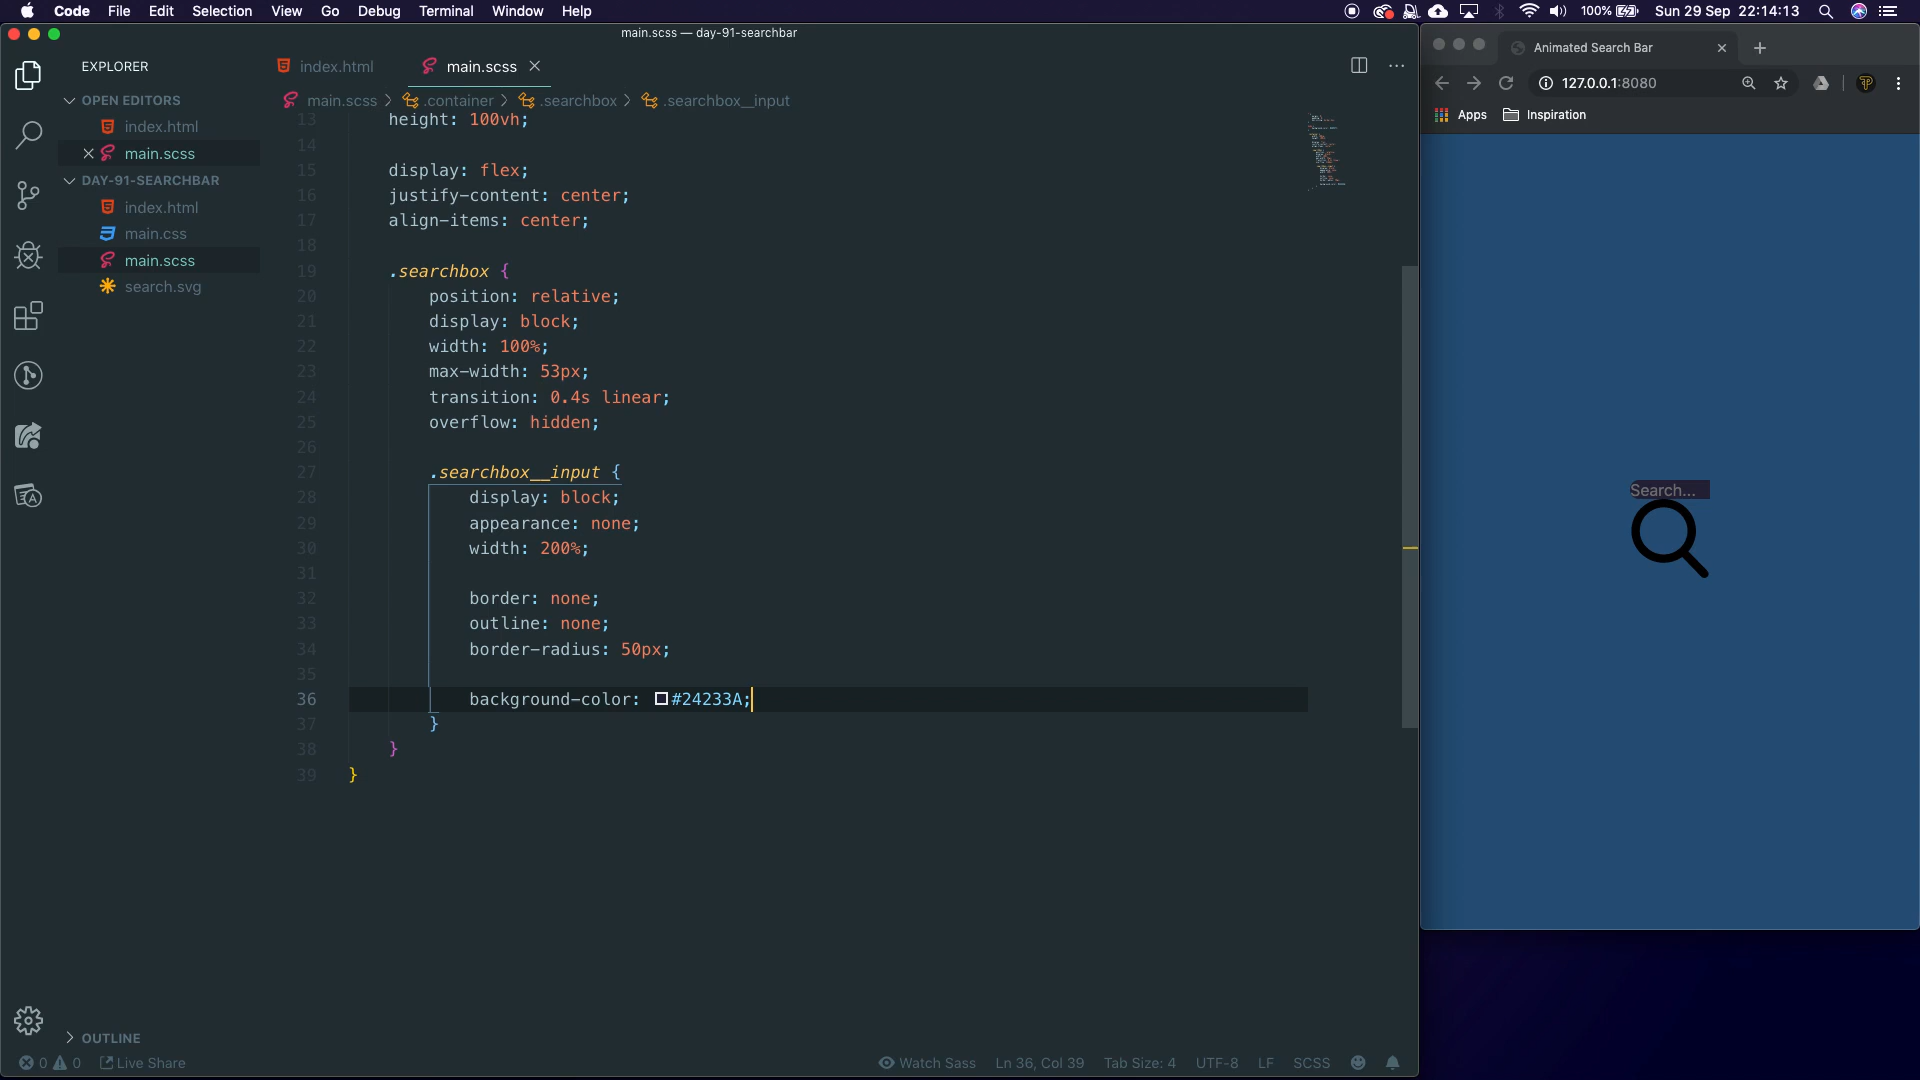 Code File Edit Selection View Go Debug Terminal Window Help 100% Sun 29 Sep 22:14:13
main.scss — day-91-searchbar
EXPLORER
index.html
main.scss
OPEN EDITORS
index.html
main.scss
DAY-91-SEARCHBAR
index.html
main.css
main.scss
search.svg
OUTLINE
main.scss .container .searchbox .searchbox__input
13 height: 100vh;
14
15 display: flex;
16 justify-content: center;
17 align-items: center;
18
19 .searchbox {
20 position: relative;
21 display: block;
22 width: 100%;
23 max-width: 53px;
24 transition: 0.4s linear;
25 overflow: hidden;
26
27 .searchbox__input {
28 display: block;
29 appearance: none;
30 width: 200%;
31
32 border: none;
33 outline: none;
34 border-radius: 50px;
35
36 background-color: #24233A;
37 }
38 }
39 }
0 0 Live Share Watch Sass Ln 36, Col 39 Tab Size: 4 UTF-8 LF SCSS
Animated Search Bar
127.0.0.1:8080
Apps Inspiration
Search...